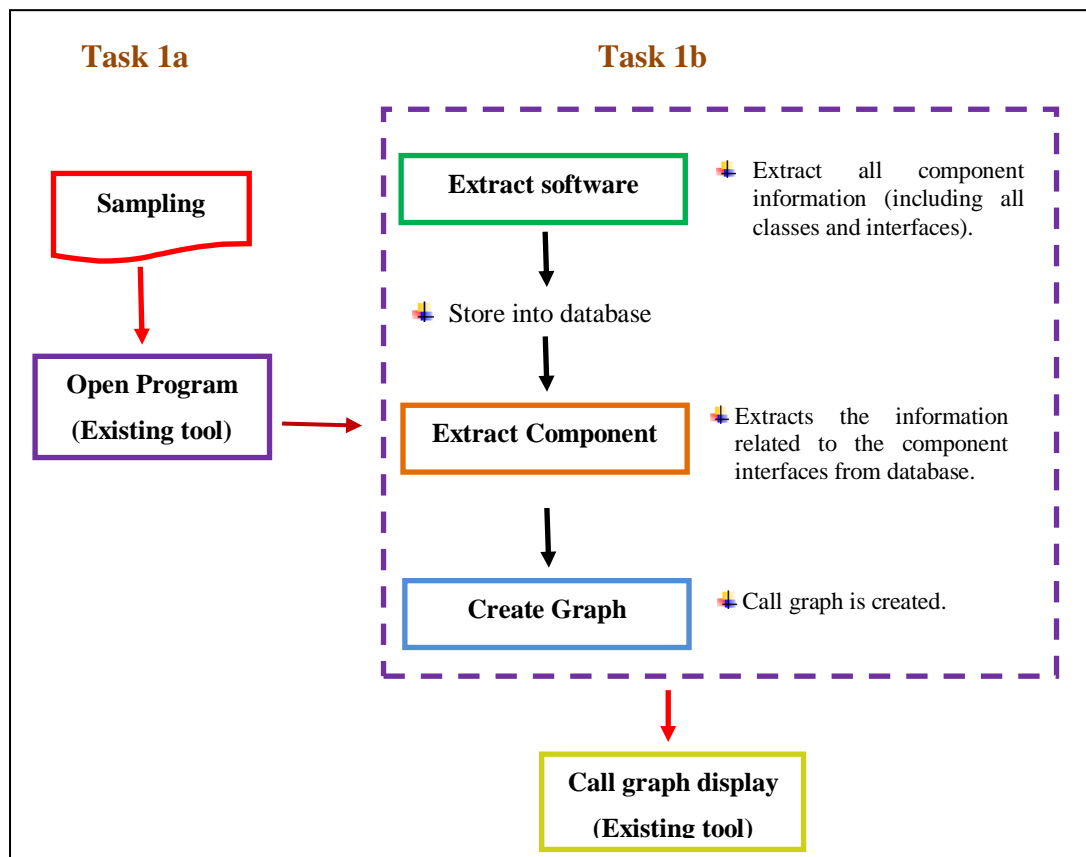 Task 1a
Task 1b
Sampling
Open Program
(Existing tool)
Extract software
Extract all component
information (including all
classes and interfaces).
Store into database
Extract Component
Extracts the information
related to the component
interfaces from database.
Create Graph
Call graph is created.
Call graph display
(Existing tool)